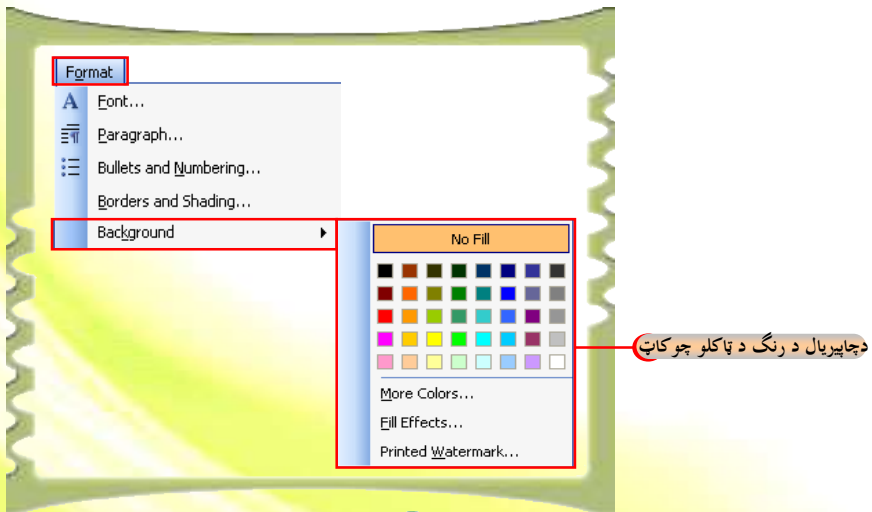 Format
Font...
Paragraph...
Bullets and Numbering...
Borders and Shading...
Background
No Fill
More Colors...
Fill Effects...
Printed Watermark...
دچاپیریال د رنگ د ټاکلو چوکاټ